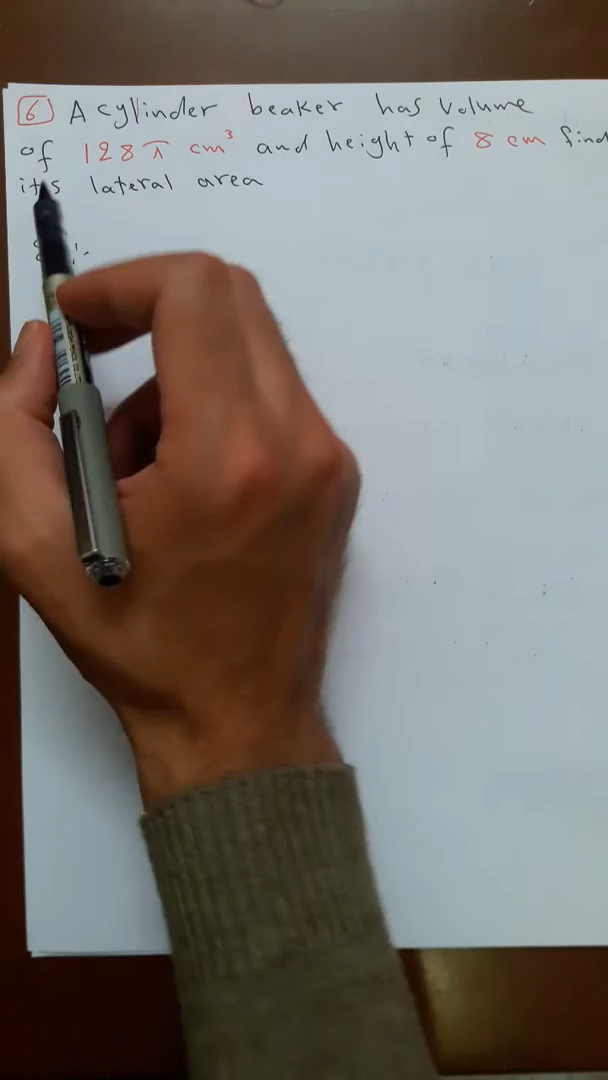 6 A cylinder beaker has volume
of 128π cm³ and height of 8 cm find
its lateral area